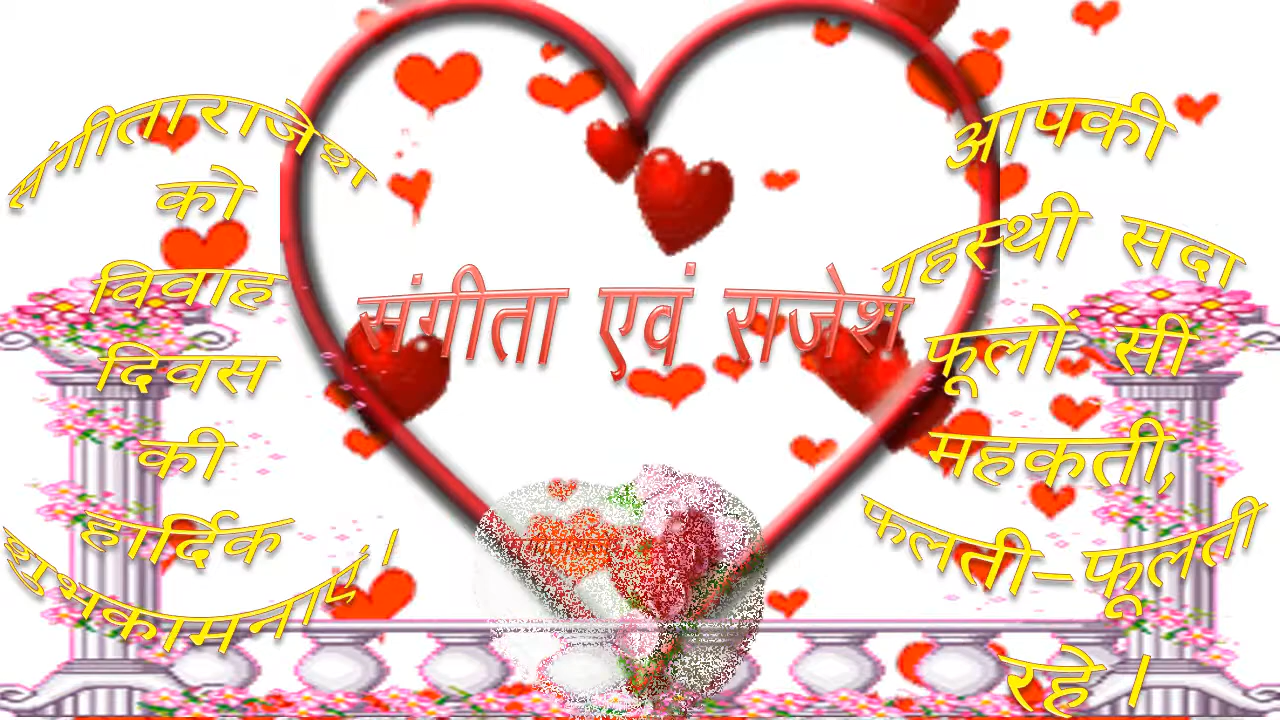 संगीताराजेश
को
विवाह
दिवस
की
हार्दिक
शुभकामनाएं ।
संगीता एवं राजेश
आपकी
गृहस्थी सदा
फूलों सी
महकती,
फलती-फूलती
रहे ।